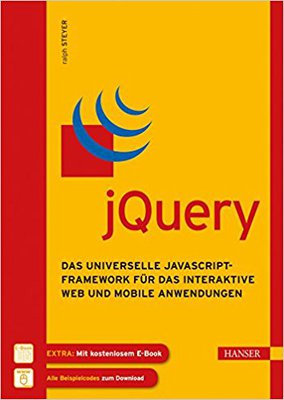 ralph STEYER
jQuery
DAS UNIVERSELLE JAVASCRIPT-
FRAMEWORK FÜR DAS INTERAKTIVE
WEB UND MOBILE ANWENDUNGEN
EXTRA: Mit kostenlosem E-Book
HANSER
WWW
Alle Beispielcodes zum Download